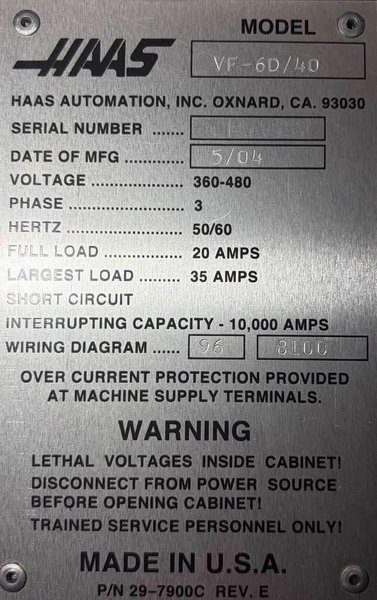 HAAS
MODEL
VF-6D/40
HAAS AUTOMATION, INC. OXNARD, CA. 93030
SERIAL NUMBER ......
DATE OF MFG ...... 5/04
VOLTAGE .................. 360-480
PHASE ....................... 3
HERTZ ....................... 50/60
FULL LOAD ............... 20 AMPS
LARGEST LOAD ........ 35 AMPS
SHORT CIRCUIT
INTERRUPTING CAPACITY - 10,000 AMPS
WIRING DIAGRAM ...... 96 8100
OVER CURRENT PROTECTION PROVIDED
AT MACHINE SUPPLY TERMINALS.
WARNING
LETHAL VOLTAGES INSIDE CABINET!
DISCONNECT FROM POWER SOURCE
BEFORE OPENING CABINET!
TRAINED SERVICE PERSONNEL ONLY!
MADE IN U.S.A.
P/N 29-7900C REV. E